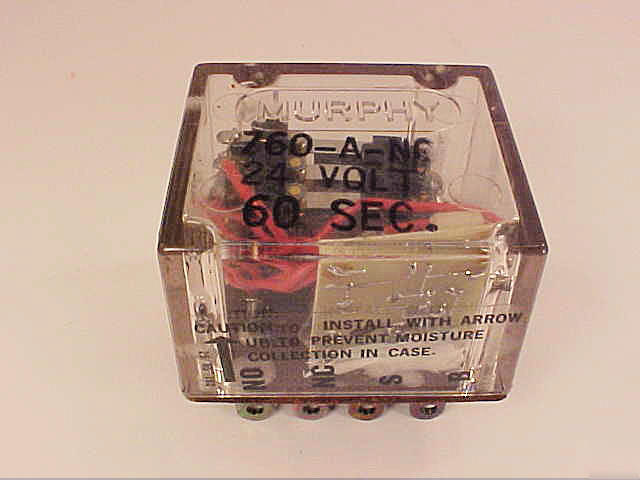 MURPHY
760-A-NC
24 VOLT
60 SEC.
CAUTION TO INSTALL WITH ARROW
UP TO PREVENT MOISTURE
COLLECTION IN CASE.
NO NC S B